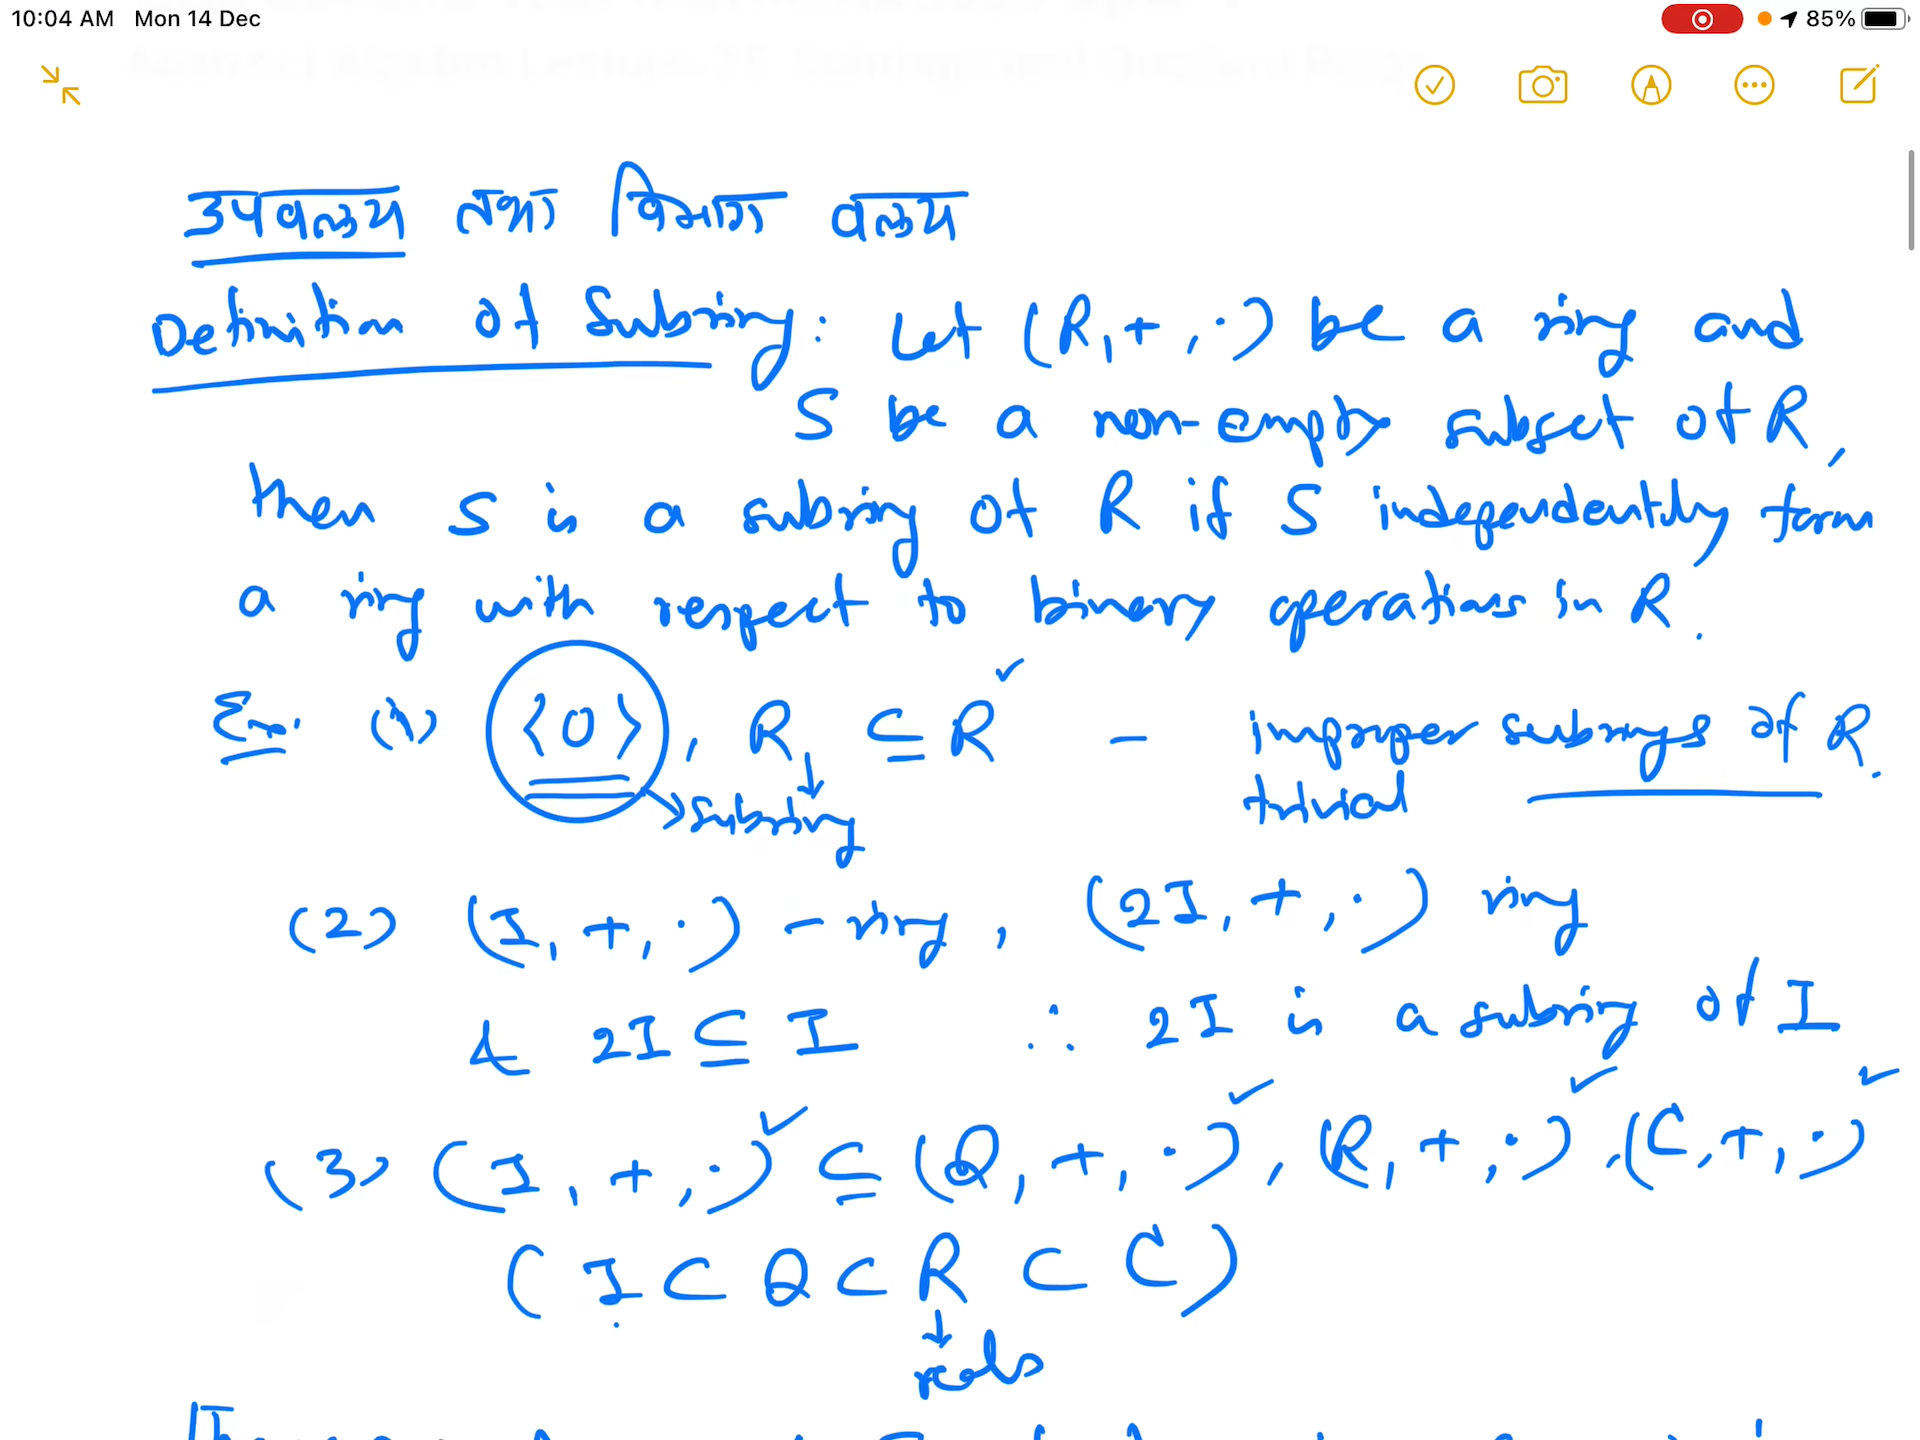 10:04 AM Mon 14 Dec 85%
उपवलय तथा विभाग वलय
Definition of Subring: Let (R, +, ·) be a ring and
S be a non-empty subset of R,
then S is a subring of R if S independently form
a ring with respect to binary operations in R.
Ex. (1) <0>, R ⊆ R ✓ – improper subrings of R.
→ subring trivial
(2) (I, +, ·) – ring, (2I, +, ·) ring
& 2I ⊆ I ∴ 2I is a subring of I
(3) (I, +, ·) ✓ ⊆ (Q, +, ·) ✓, (R, +, ·) ✓, (C, +, ·) ✓
(I ⊂ Q ⊂ R ⊂ C)
↓
reals